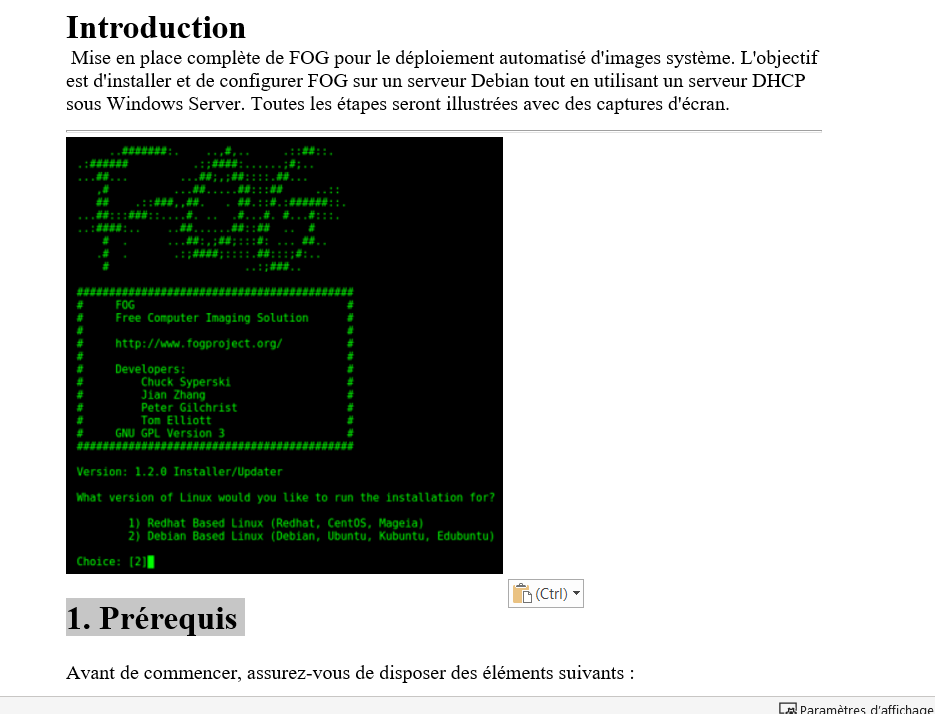 Introduction
Mise en place complète de FOG pour le déploiement automatisé d'images système. L'objectif
est d'installer et de configurer FOG sur un serveur Debian tout en utilisant un serveur DHCP
sous Windows Server. Toutes les étapes seront illustrées avec des captures d'écran.
FOG
Free Computer Imaging Solution
http://www.fogproject.org/
Developers:
Chuck Syperski
Jian Zhang
Peter Gilchrist
Tom Elliott
GNU GPL Version 3
Version: 1.2.0 Installer/Updater
What version of Linux would you like to run the installation for?
1) Redhat Based Linux (Redhat, CentOS, Mageia)
2) Debian Based Linux (Debian, Ubuntu, Kubuntu, Edubuntu)
Choice: [2]
(Ctrl)
1. Prérequis
Avant de commencer, assurez-vous de disposer des éléments suivants :
Paramètres d'affichage